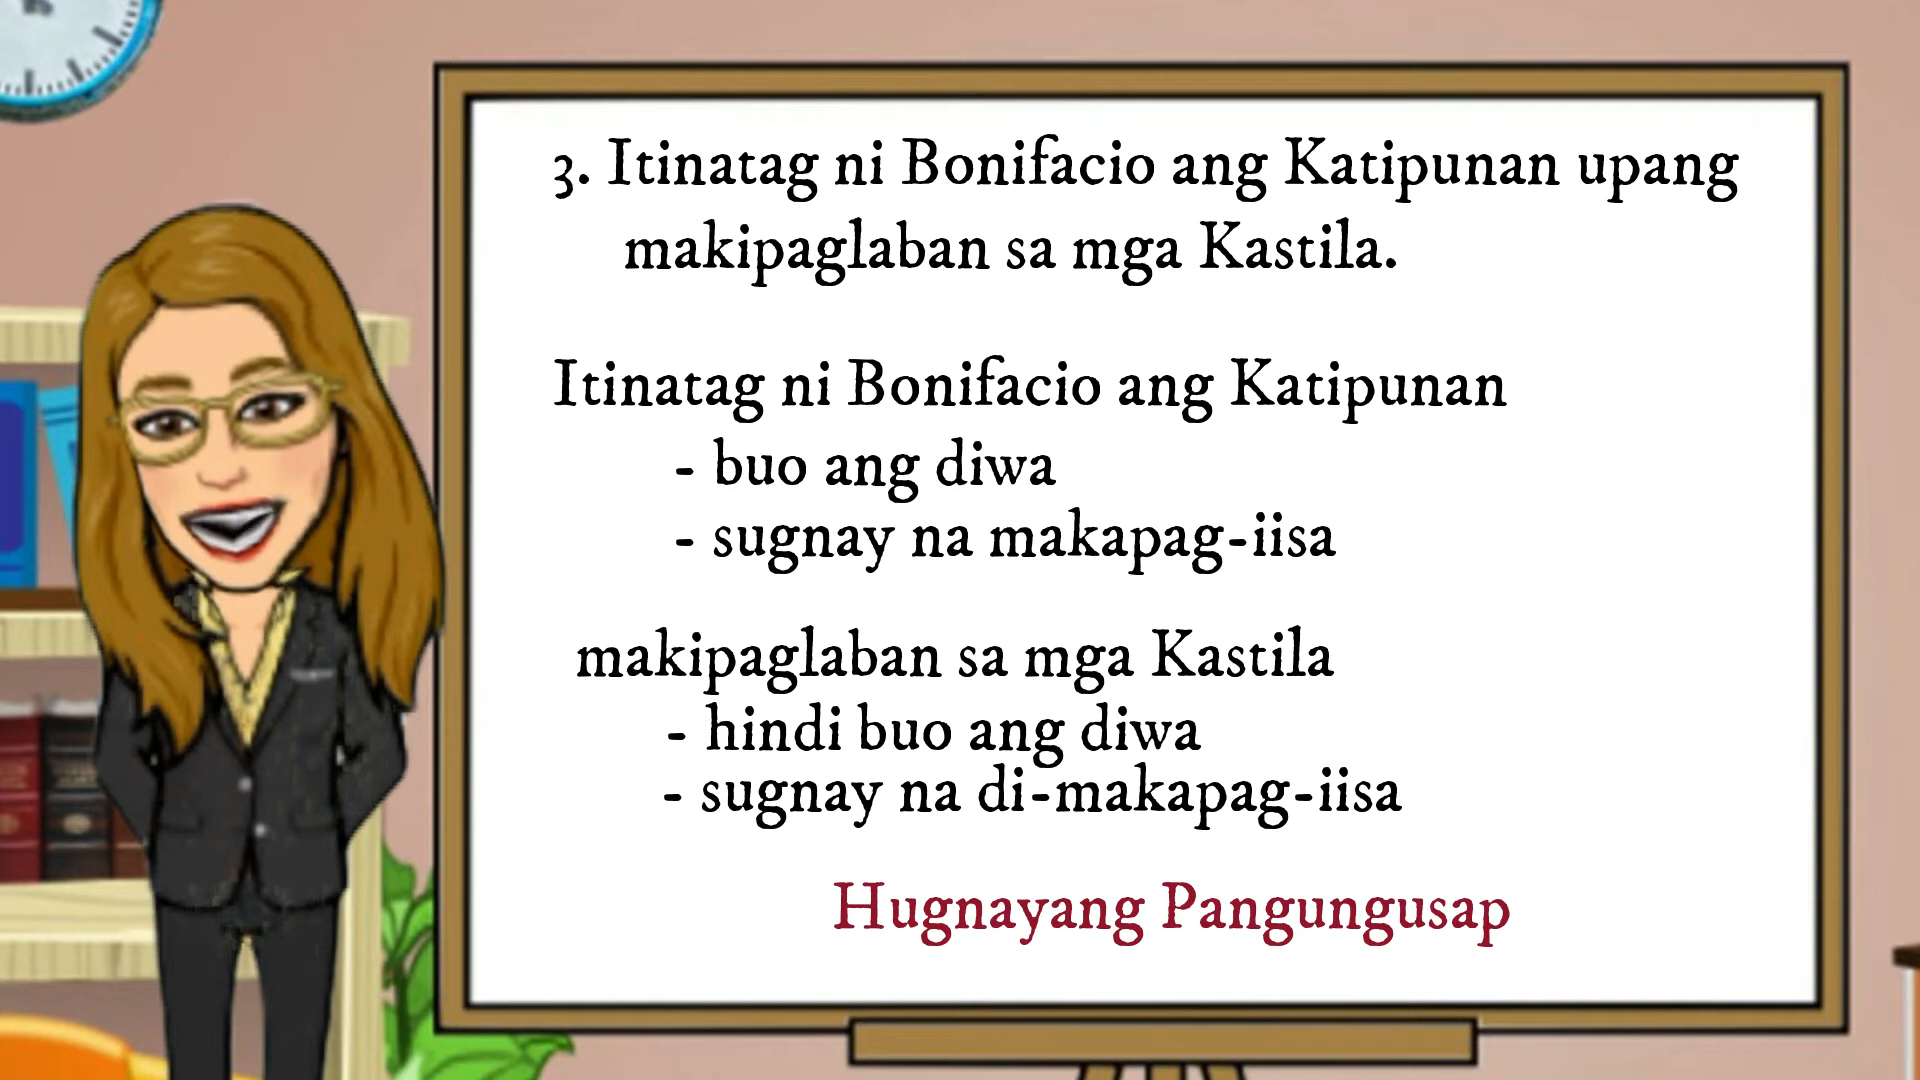 3. Itinatag ni Bonifacio ang Katipunan upang
makipaglaban sa mga Kastila.
Itinatag ni Bonifacio ang Katipunan
- buo ang diwa
- sugnay na makapag-iisa
makipaglaban sa mga Kastila
- hindi buo ang diwa
- sugnay na di-makapag-iisa
Hugnayang Pangungusap